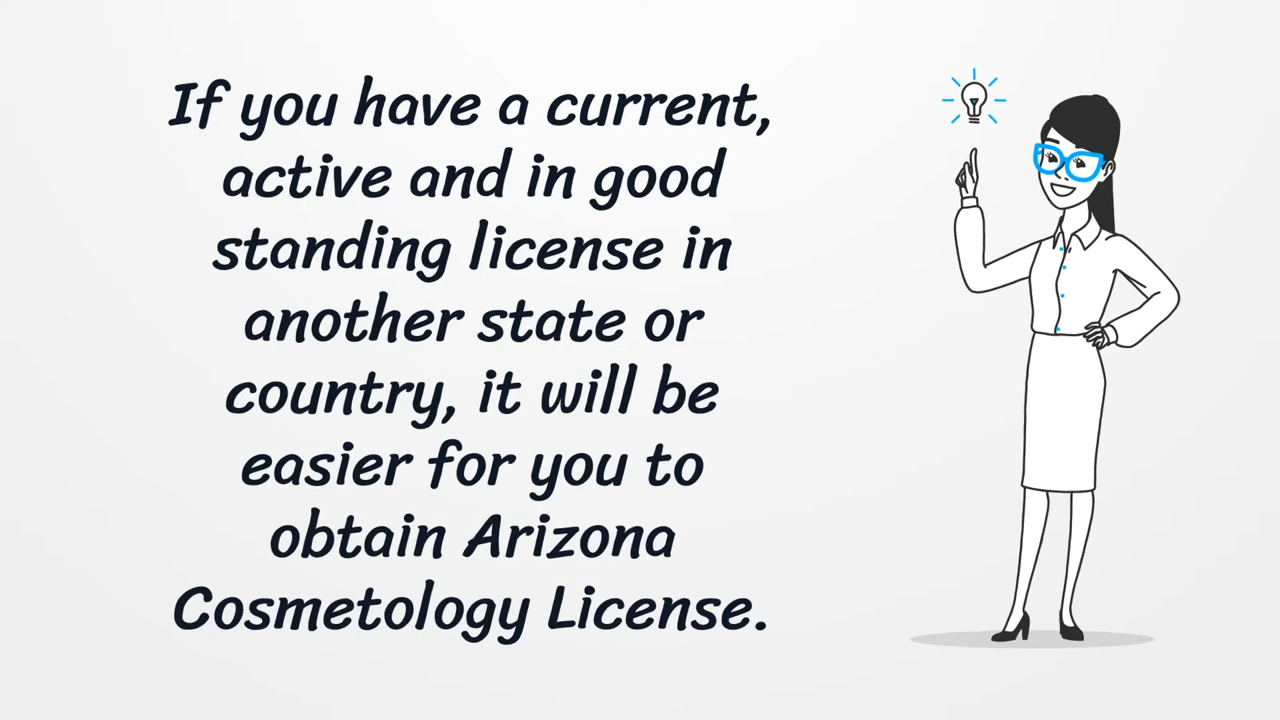 If you have a current,
active and in good
standing license in
another state or
country, it will be
easier for you to
obtain Arizona
Cosmetology License.